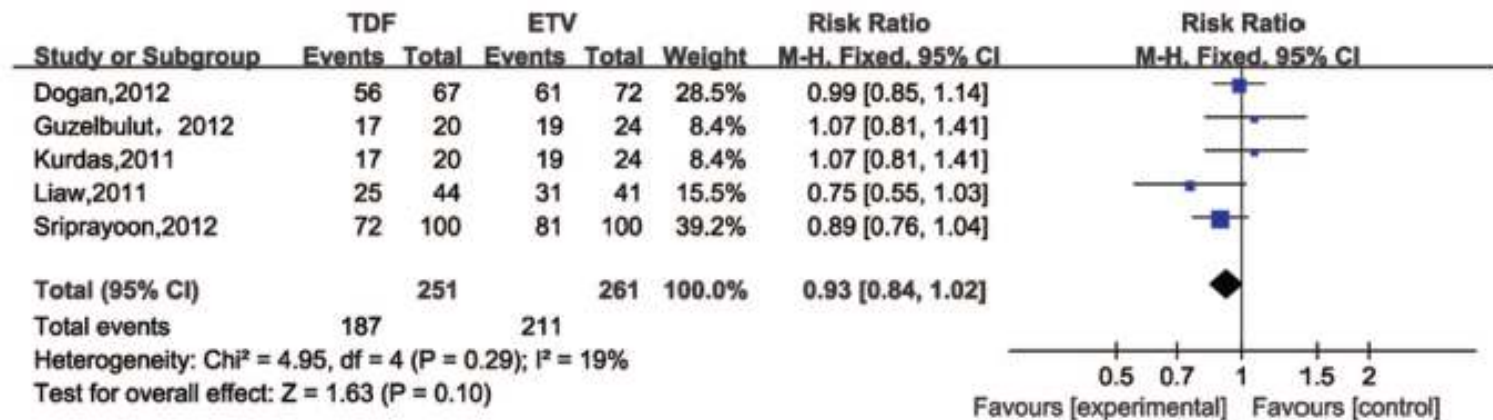 TDF ETV Risk Ratio Risk Ratio
Study or Subgroup Events Total Events Total Weight M-H, Fixed, 95% CI M-H, Fixed, 95% CI
Dogan,2012 56 67 61 72 28.5% 0.99 [0.85, 1.14]
Guzelbulut，2012 17 20 19 24 8.4% 1.07 [0.81, 1.41]
Kurdas,2011 17 20 19 24 8.4% 1.07 [0.81, 1.41]
Liaw,2011 25 44 31 41 15.5% 0.75 [0.55, 1.03]
Sriprayoon,2012 72 100 81 100 39.2% 0.89 [0.76, 1.04]
Total (95% CI) 251 261 100.0% 0.93 [0.84, 1.02]
Total events 187 211
Heterogeneity: Chi² = 4.95, df = 4 (P = 0.29); I² = 19%
Test for overall effect: Z = 1.63 (P = 0.10)
0.5 0.7 1 1.5 2
Favours [experimental] Favours [control]